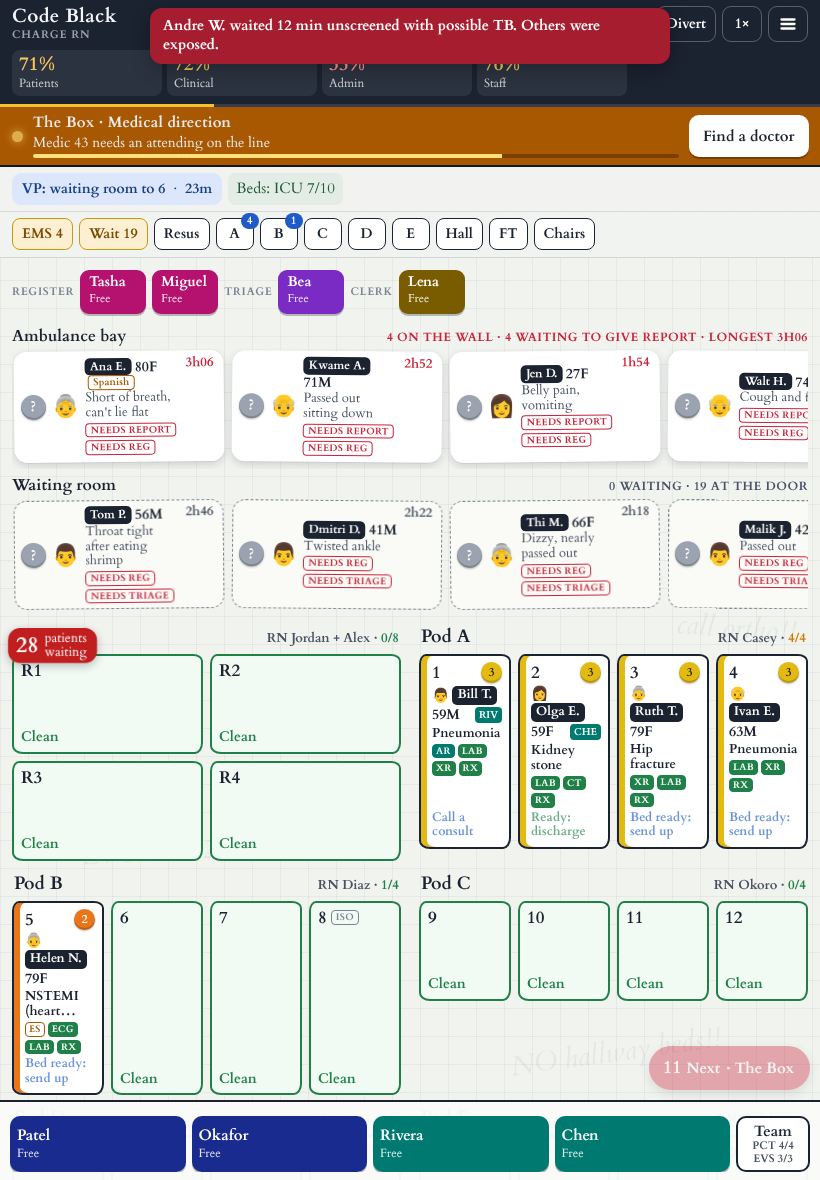 Code Black
CHARGE RN
Andre W. waited 12 min unscreened with possible TB. Others were
exposed.
Divert
1×
71%
Patients
72%
Clinical
Admin
76%
Staff
The Box · Medical direction
Medic 43 needs an attending on the line
Find a doctor
VP: waiting room to 6 · 23m
Beds: ICU 7/10
EMS 4
Wait 19
Resus
A
4
B
1
C
D
E
Hall
FT
Chairs
REGISTER
Tasha
Free
Miguel
Free
TRIAGE
Bea
Free
CLERK
Lena
Free
Ambulance bay
4 ON THE WALL · 4 WAITING TO GIVE REPORT · LONGEST 3H06
?
Ana E. 80F
3h06
Spanish
Short of breath,
can't lie flat
NEEDS REPORT
NEEDS REG
?
Kwame A.
2h52
71M
Passed out
sitting down
NEEDS REPORT
NEEDS REG
?
Jen D. 27F
1h54
Belly pain,
vomiting
NEEDS REPORT
NEEDS REG
?
Walt H. 74
Cough and f
NEEDS REPO
NEEDS REG
Waiting room
0 WAITING · 19 AT THE DOOR
?
Tom P. 56M
2h46
Throat tight
after eating
shrimp
NEEDS REG
NEEDS TRIAGE
?
Dmitri D. 41M
2h22
Twisted ankle
NEEDS REG
NEEDS TRIAGE
?
Thi M. 66F
2h18
Dizzy, nearly
passed out
NEEDS REG
NEEDS TRIAGE
?
Malik J. 42
Passed out
NEEDS REG
NEEDS TRIA
call ortho!!
28 patients
waiting
RN Jordan + Alex · 0/8
R1
Clean
R2
Clean
R3
Clean
R4
Clean
Pod A
RN Casey · 4/4
1
3
Bill T.
59M
RIV
Pneumonia
AR LAB
XR RX
Call a
consult
2
3
Olga E.
59F
CHE
Kidney
stone
LAB CT
RX
Ready:
discharge
3
3
Ruth T.
79F
Hip
fracture
XR LAB
RX
Bed ready:
send up
4
3
Ivan E.
63M
Pneumonia
LAB XR
RX
Bed ready:
send up
Pod B
RN Diaz · 1/4
5
2
Helen N.
79F
NSTEMI
(heart...
ES ECG
LAB RX
Bed ready:
send up
6
Clean
7
Clean
8 ISO
Clean
Pod C
RN Okoro · 0/4
9
Clean
10
Clean
11
Clean
12
Clean
NO hallway beds!!
11 Next · The Box
Patel
Free
Okafor
Free
Rivera
Free
Chen
Free
Team
PCT 4/4
EVS 3/3